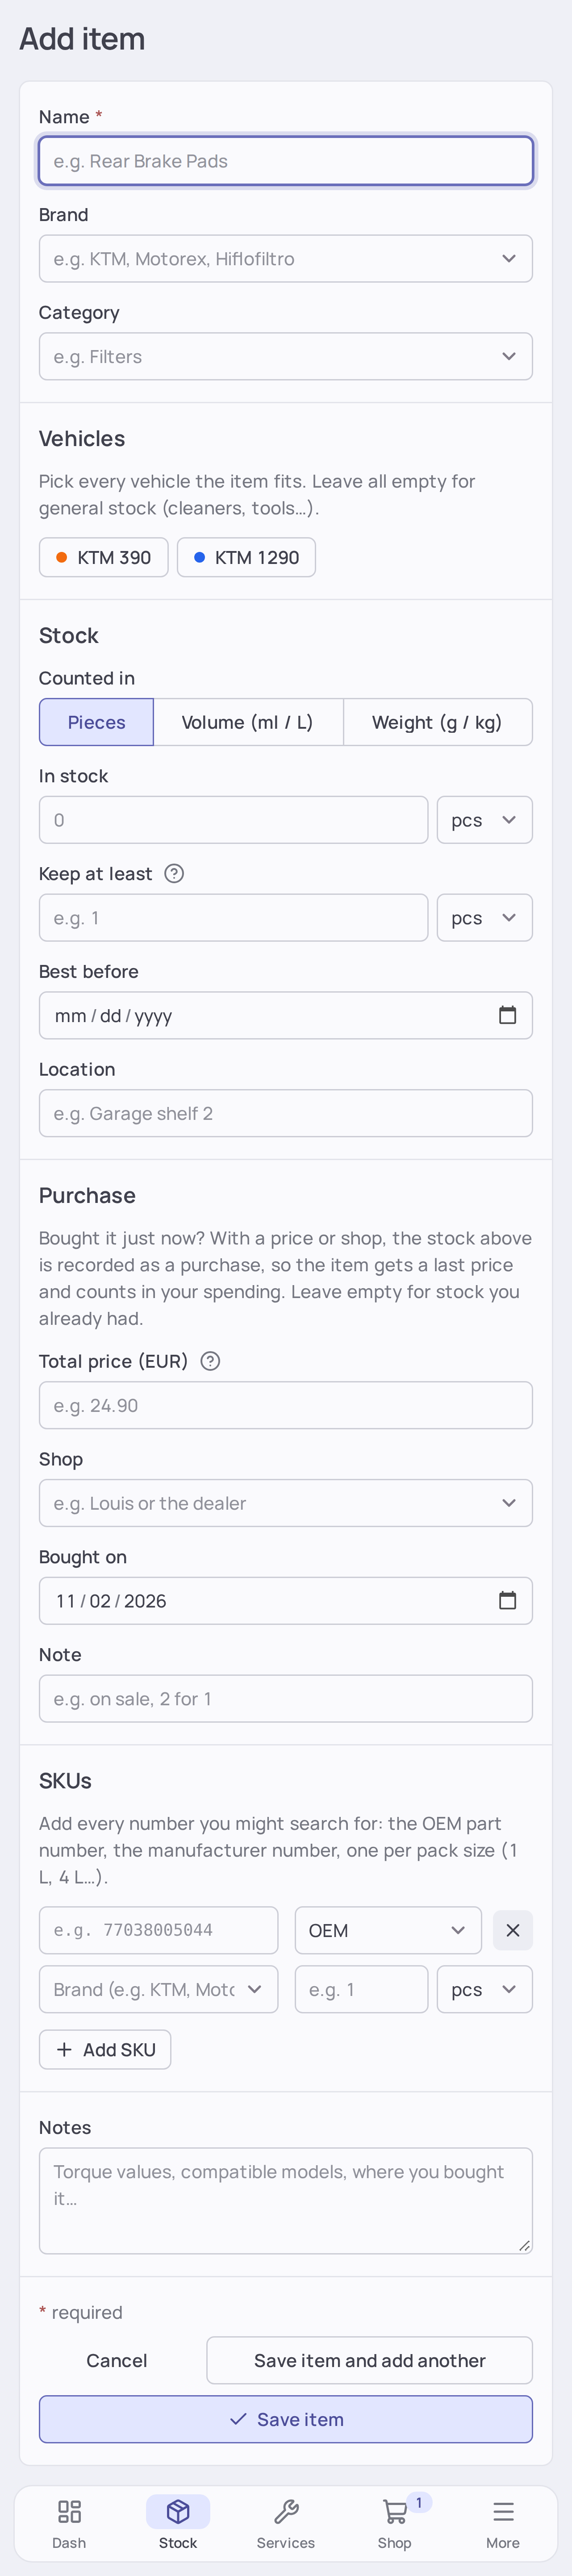 Add item
Name *
e.g. Rear Brake Pads
Brand
e.g. KTM, Motorex, Hiflofiltro
Category
e.g. Filters
Vehicles
Pick every vehicle the item fits. Leave all empty for
general stock (cleaners, tools…).
KTM 390
KTM 1290
Stock
Counted in
Pieces
Volume (ml / L)
Weight (g / kg)
In stock
0
pcs
Keep at least
e.g. 1
pcs
Best before
mm / dd / yyyy
Location
e.g. Garage shelf 2
Purchase
Bought it just now? With a price or shop, the stock above
is recorded as a purchase, so the item gets a last price
and counts in your spending. Leave empty for stock you
already had.
Total price (EUR)
e.g. 24.90
Shop
e.g. Louis or the dealer
Bought on
11 / 02 / 2026
Note
e.g. on sale, 2 for 1
SKUs
Add every number you might search for: the OEM part
number, the manufacturer number, one per pack size (1
L, 4 L…).
e.g. 77038005044
OEM
Brand (e.g. KTM, Moto
e.g. 1
pcs
Add SKU
Notes
Torque values, compatible models, where you bought
it…
* required
Cancel
Save item and add another
Save item
1
Dash
Stock
Services
Shop
More